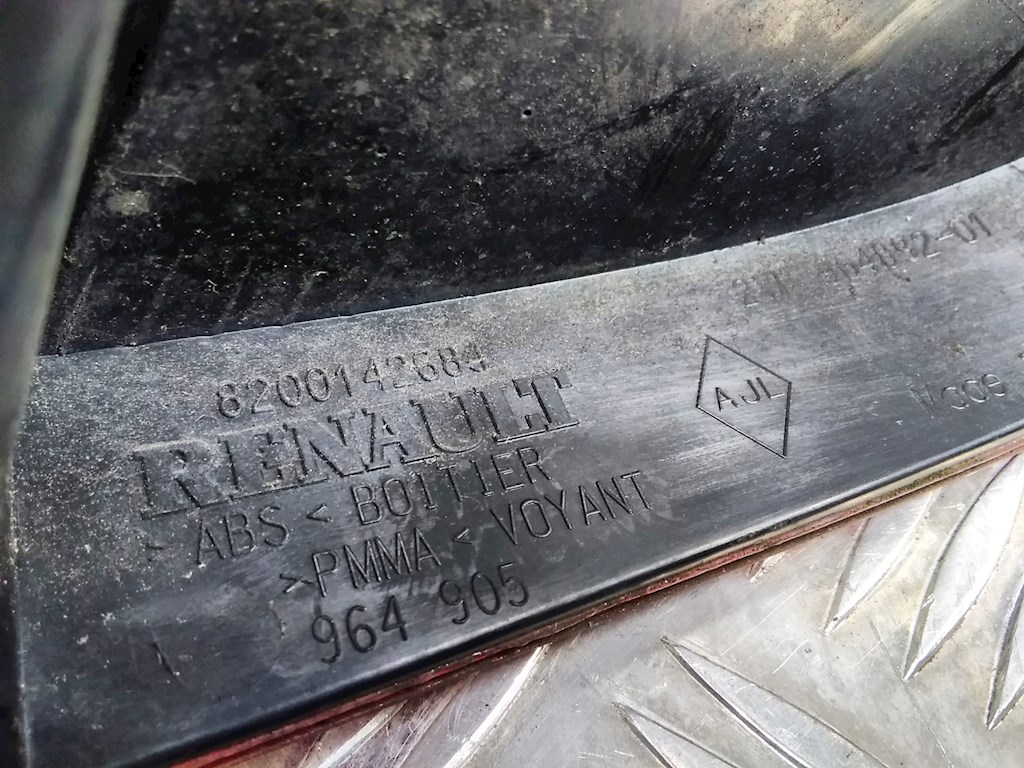 8200142684
RENAULT
> ABS < BOITIER
>PMMA < VOYANT
964 905
AJL